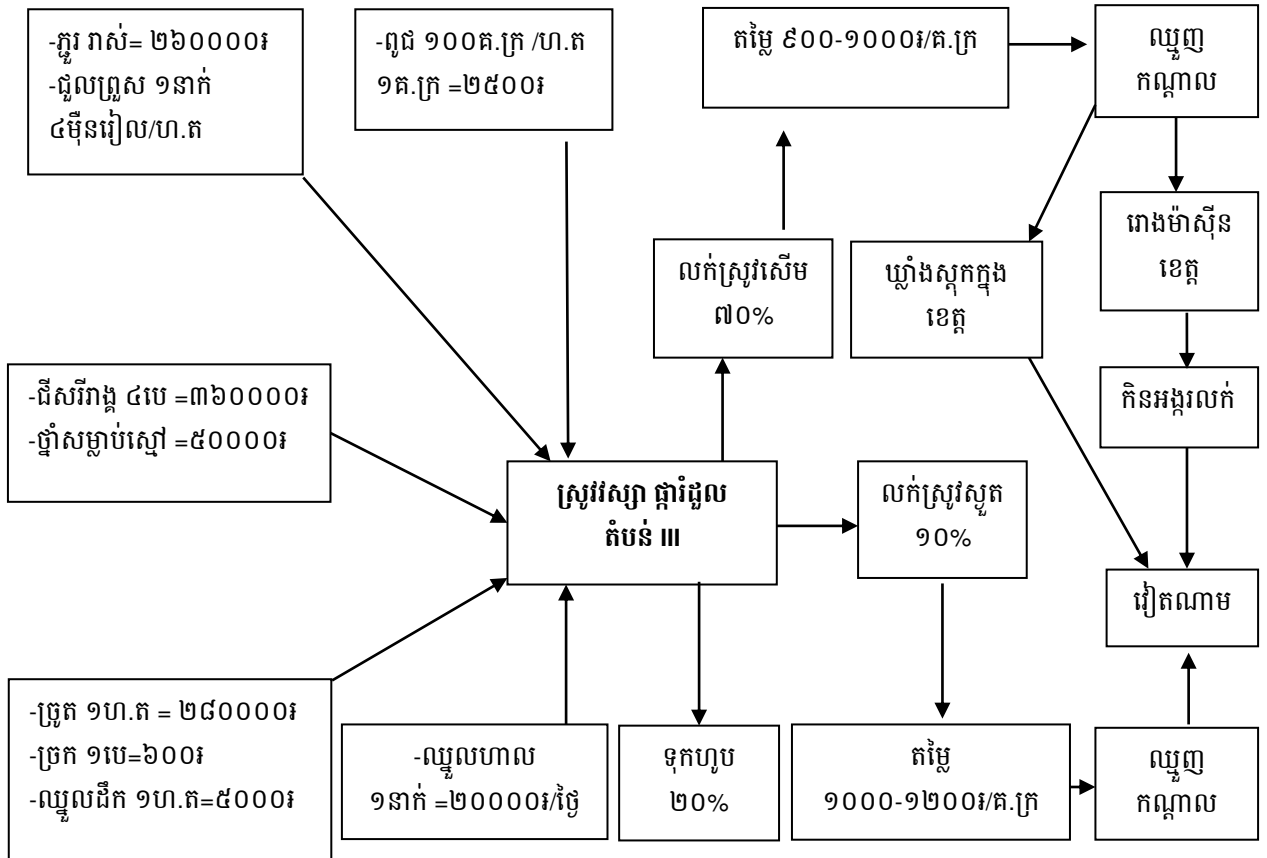 -ភ្ជួរ រាស់= ២៦០០០០៛
-ជួលព្រួស ១នាក់
៤ម៉ឺនរៀល/ហ.ត
-ពូជ ១០០គ.ក្រ /ហ.ត
១គ.ក្រ =២៥០០៛
តម្លៃ ៩០០-១០០០៛/គ.ក្រ
ឈ្មួញ
កណ្តាល
រោងម៉ាស៊ីន
ខេត្ត
លក់ស្រូវសើម
៧០%
ឃ្លាំងស្តុកក្នុង
ខេត្ត
-ជីសរីរាង្គ ៤បេ =៣៦០០០០៛
-ថ្នាំសម្លាប់ស្មៅ =៥០០០០៛
កិនអង្ករលក់
ស្រូវវស្សា ផ្ការំដួល
តំបន់ III
លក់ស្រូវស្ងួត
១០%
វៀតណាម
-ច្រូត ១ហ.ត = ២៨០០០០៛
-ច្រក ១បេ=៦០០៛
-ឈ្នួលដឹក ១ហ.ត=៥០០០៛
-ឈ្នួលហាល
១នាក់ =២០០០០៛/ថ្ងៃ
ទុកហូប
២០%
តម្លៃ
១០០០-១២០០៛/គ.ក្រ
ឈ្មួញ
កណ្តាល